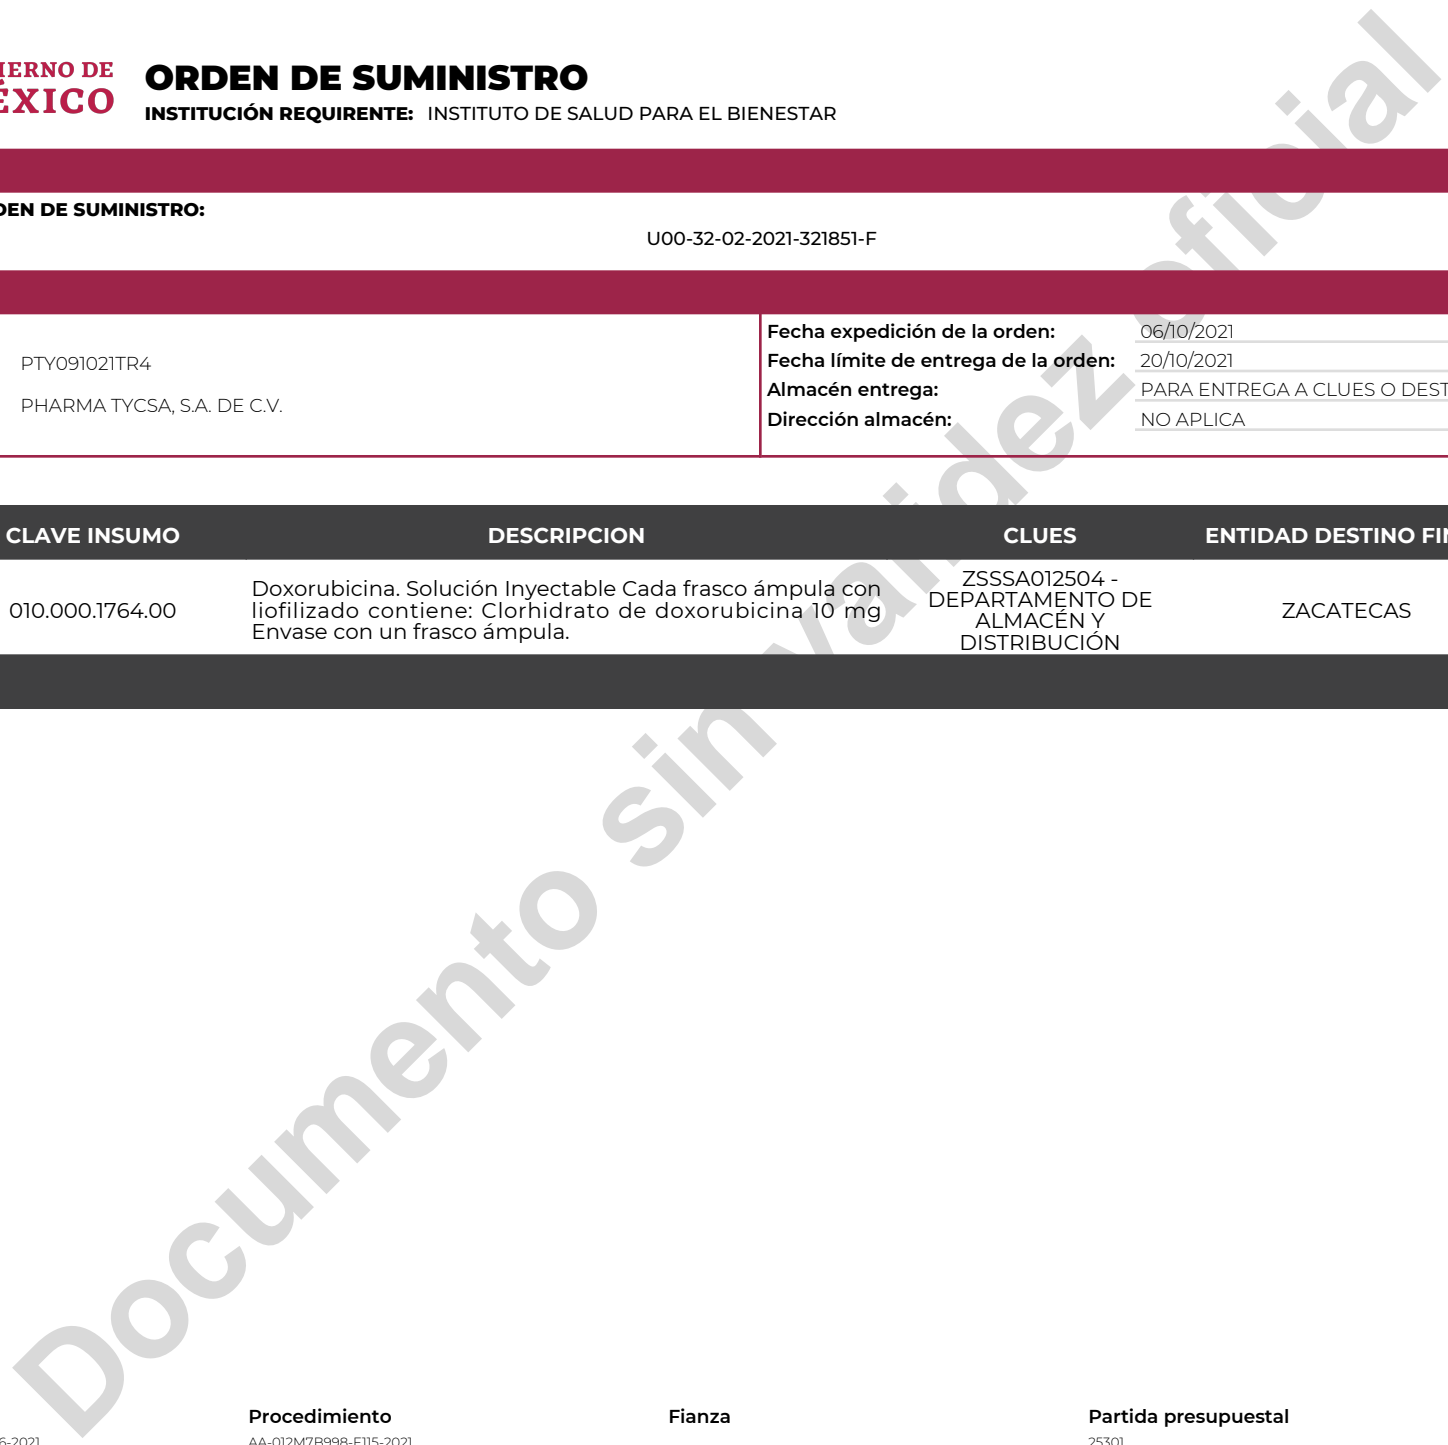 IERNO DE
ÉXICO
ORDEN DE SUMINISTRO
INSTITUCIÓN REQUIRENTE: INSTITUTO DE SALUD PARA EL BIENESTAR
DEN DE SUMINISTRO:
U00-32-02-2021-321851-F
PTY091021TR4
PHARMA TYCSA, S.A. DE C.V.
Fecha expedición de la orden: 06/10/2021
Fecha límite de entrega de la orden: 20/10/2021
Almacén entrega: PARA ENTREGA A CLUES O DEST
Dirección almacén: NO APLICA
CLAVE INSUMO DESCRIPCION CLUES ENTIDAD DESTINO FIN
010.000.1764.00
Doxorubicina. Solución Inyectable Cada frasco ámpula con
liofilizado contiene: Clorhidrato de doxorubicina 10 mg
Envase con un frasco ámpula.
ZSSSA012504 -
DEPARTAMENTO DE
ALMACÉN Y
DISTRIBUCIÓN
ZACATECAS
Documento sin validez oficial
Procedimiento Fianza Partida presupuestal
6-2021 AA-012M7B998-E115-2021 25301